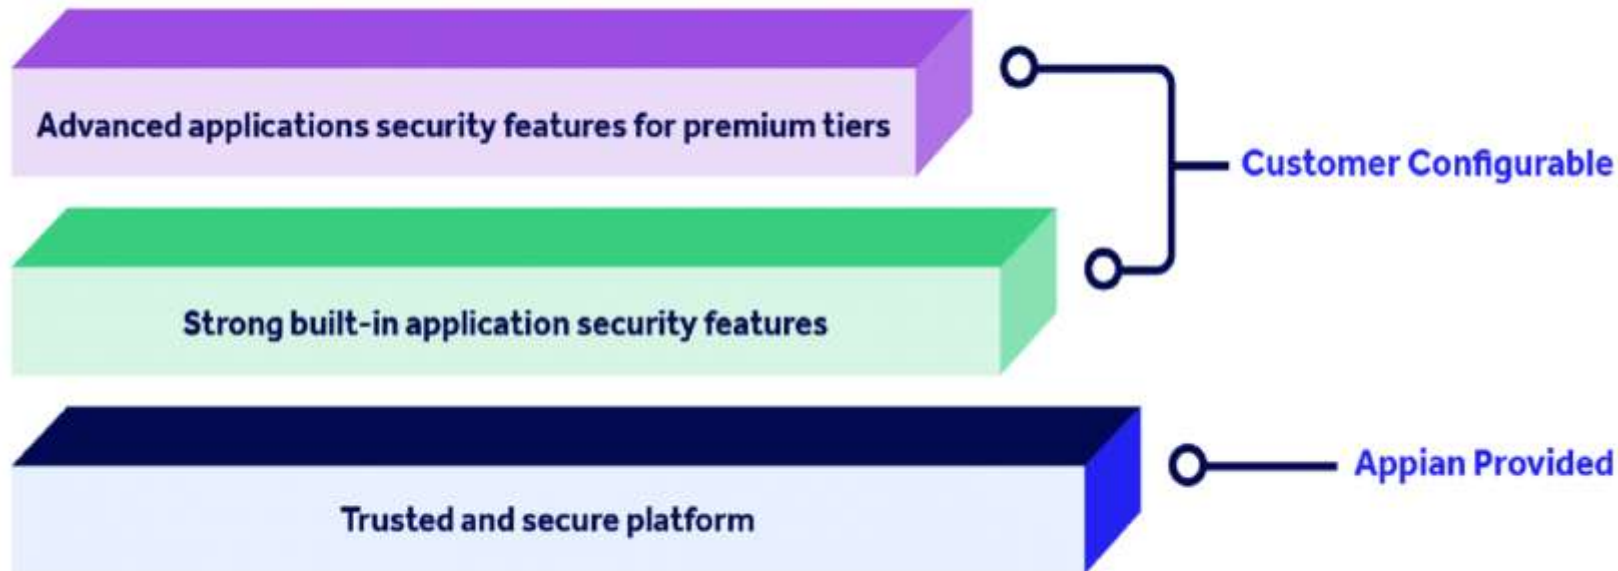 Advanced applications security features for premium tiers
Customer Configurable
Strong built-in application security features
Appian Provided
Trusted and secure platform